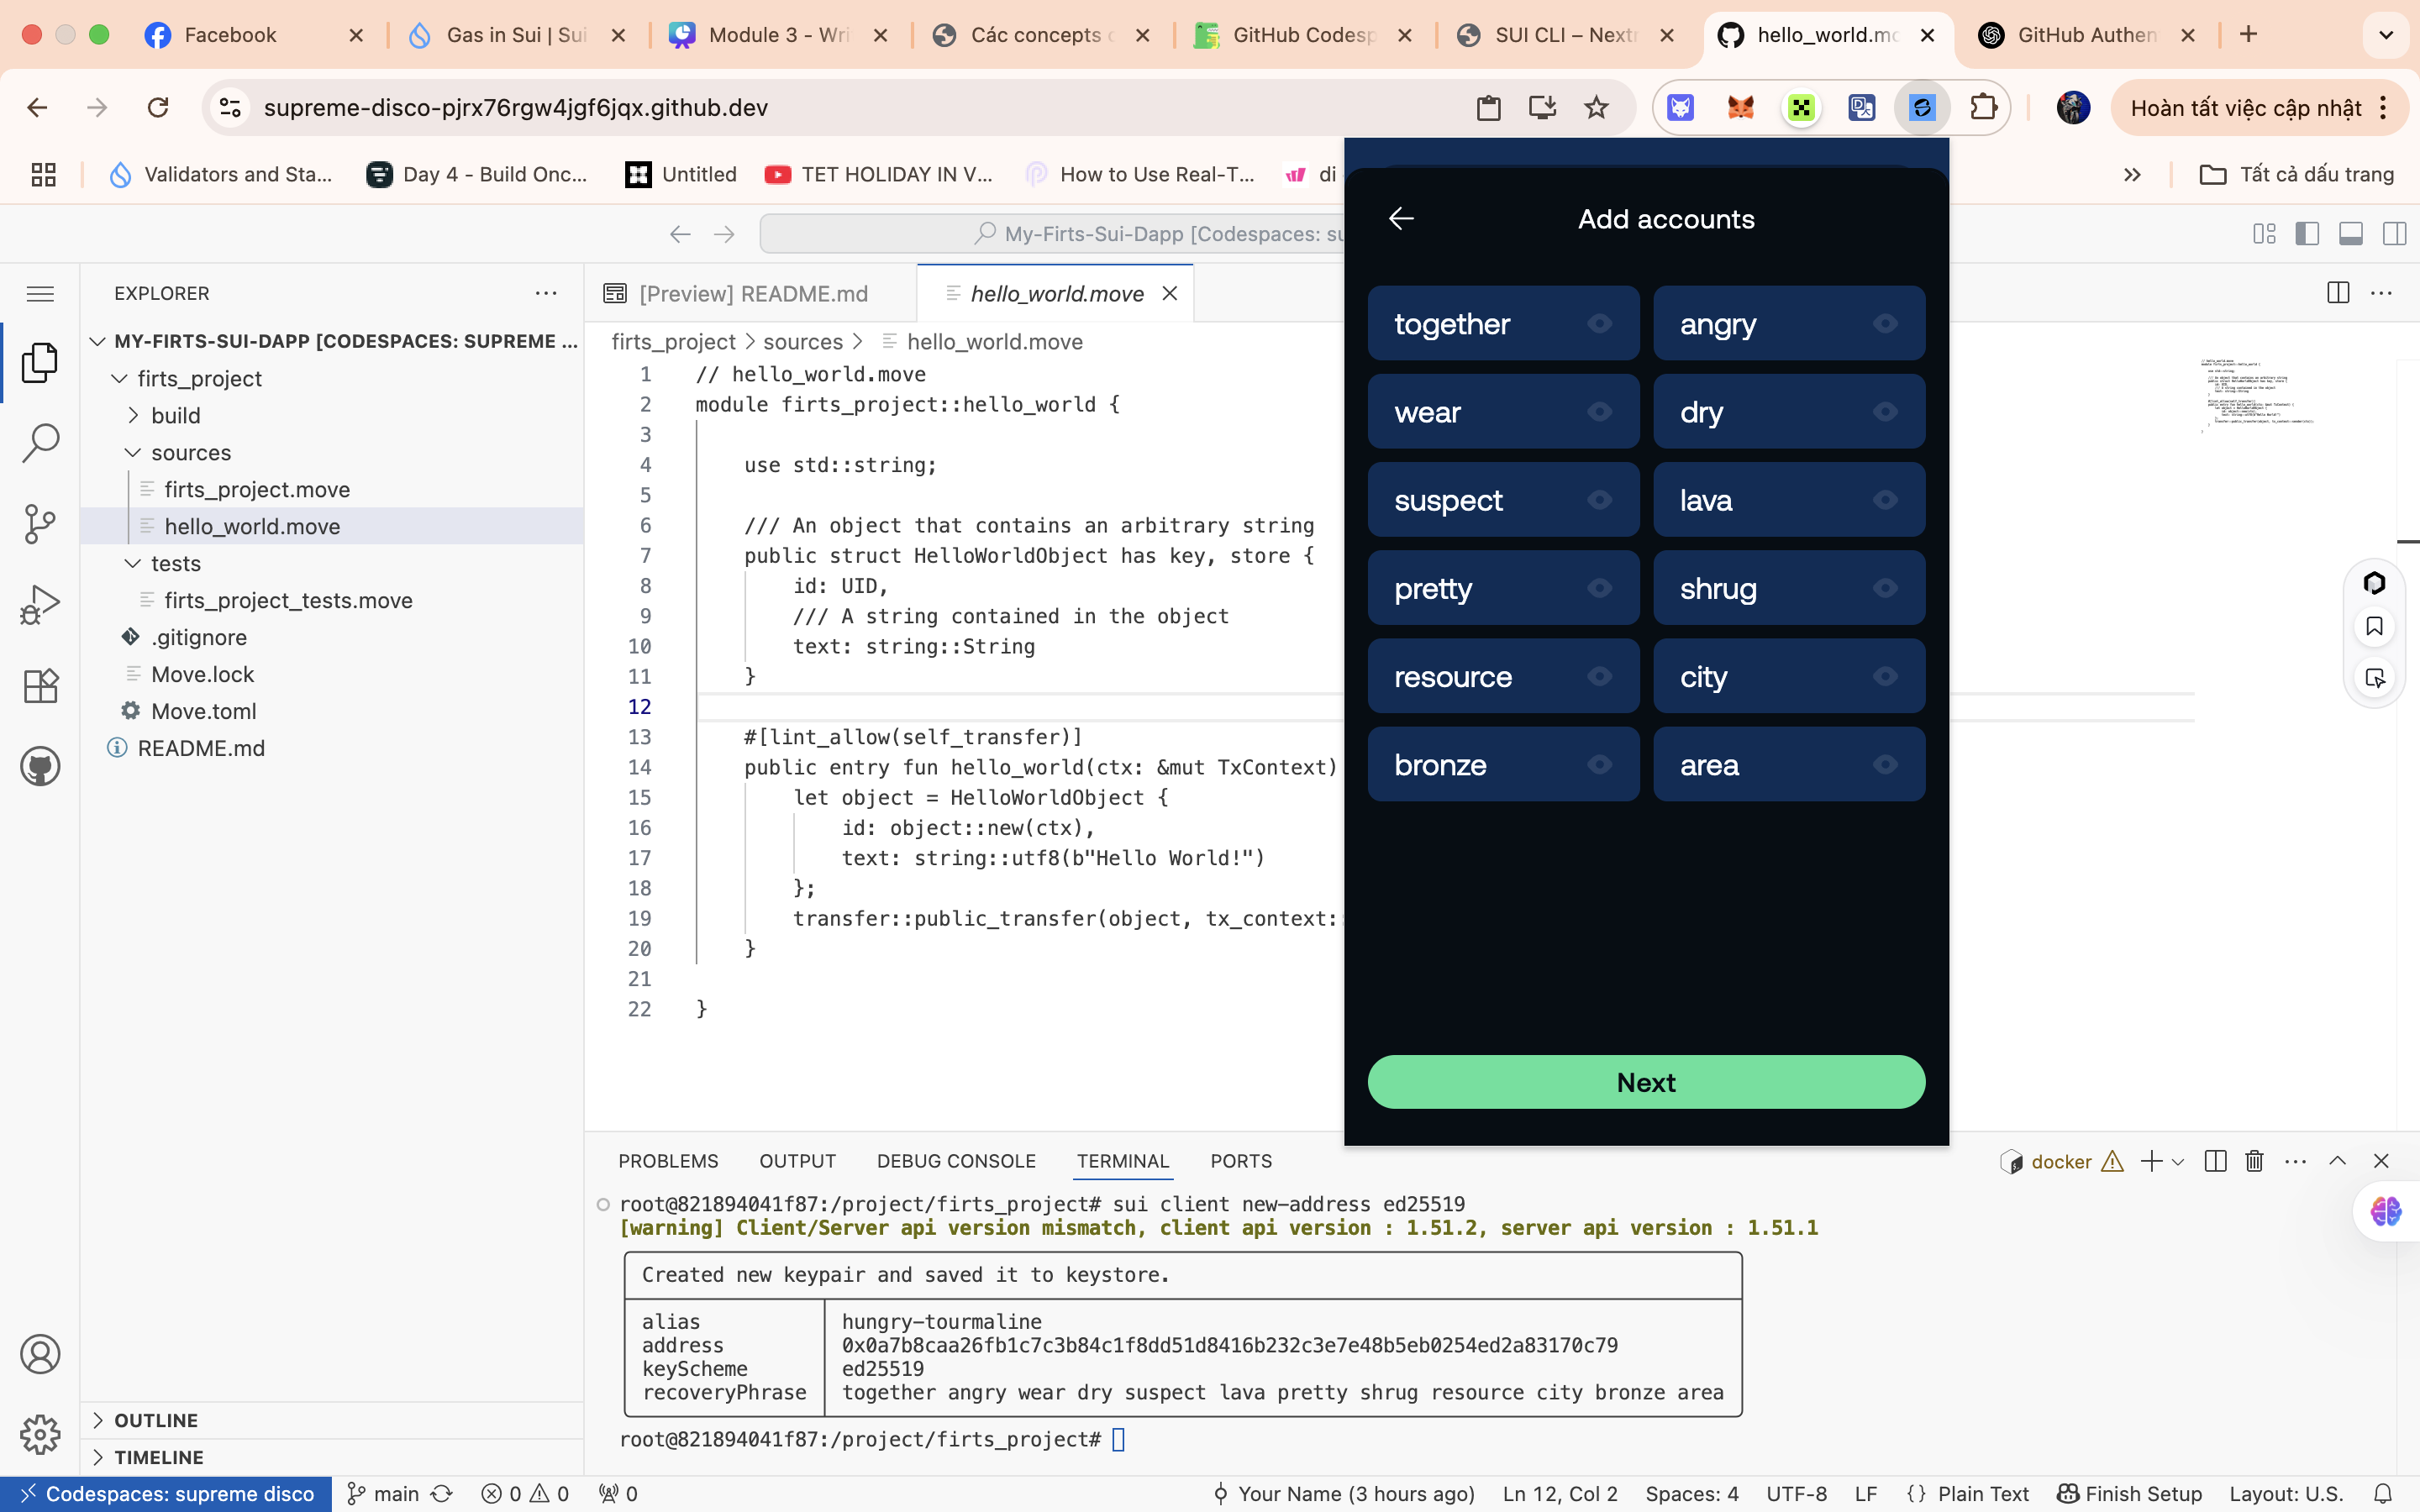 Facebook
Gas in Sui | Sui
Module 3 - Wri
Các concepts
GitHub Codesp
SUI CLI – Nextr
hello_world.mo
GitHub Authen
supreme-disco-pjrx76rgw4jgf6jqx.github.dev
Hoàn tất việc cập nhật
Validators and Sta...
Day 4 - Build Onc...
Untitled
TET HOLIDAY IN V...
How to Use Real-T...
di
Tất cả dấu trang
My-Firts-Sui-Dapp [Codespaces: su
EXPLORER
MY-FIRTS-SUI-DAPP [CODESPACES: SUPREME ...
firts_project
build
sources
firts_project.move
hello_world.move
tests
firts_project_tests.move
.gitignore
Move.lock
Move.toml
README.md
OUTLINE
TIMELINE
[Preview] README.md
hello_world.move
firts_project > sources > hello_world.move
1 // hello_world.move
2 module firts_project::hello_world {
3
4 use std::string;
5
6 /// An object that contains an arbitrary string
7 public struct HelloWorldObject has key, store {
8 id: UID,
9 /// A string contained in the object
10 text: string::String
11 }
12
13 #[lint_allow(self_transfer)]
14 public entry fun hello_world(ctx: &mut TxContext)
15 let object = HelloWorldObject {
16 id: object::new(ctx),
17 text: string::utf8(b"Hello World!")
18 };
19 transfer::public_transfer(object, tx_context::
20 }
21
22 }
Add accounts
together angry
wear dry
suspect lava
pretty shrug
resource city
bronze area
Next
PROBLEMS OUTPUT DEBUG CONSOLE TERMINAL PORTS
docker
root@821894041f87:/project/firts_project# sui client new-address ed25519
[warning] Client/Server api version mismatch, client api version : 1.51.2, server api version : 1.51.1
Created new keypair and saved it to keystore.
alias hungry-tourmaline
address 0x0a7b8caa26fb1c7c3b84c1f8dd51d8416b232c3e7e48b5eb0254ed2a83170c79
keyScheme ed25519
recoveryPhrase together angry wear dry suspect lava pretty shrug resource city bronze area
root@821894041f87:/project/firts_project#
Codespaces: supreme disco
main
0 0
0
Your Name (3 hours ago)
Ln 12, Col 2
Spaces: 4
UTF-8
LF
{} Plain Text
Finish Setup
Layout: U.S.